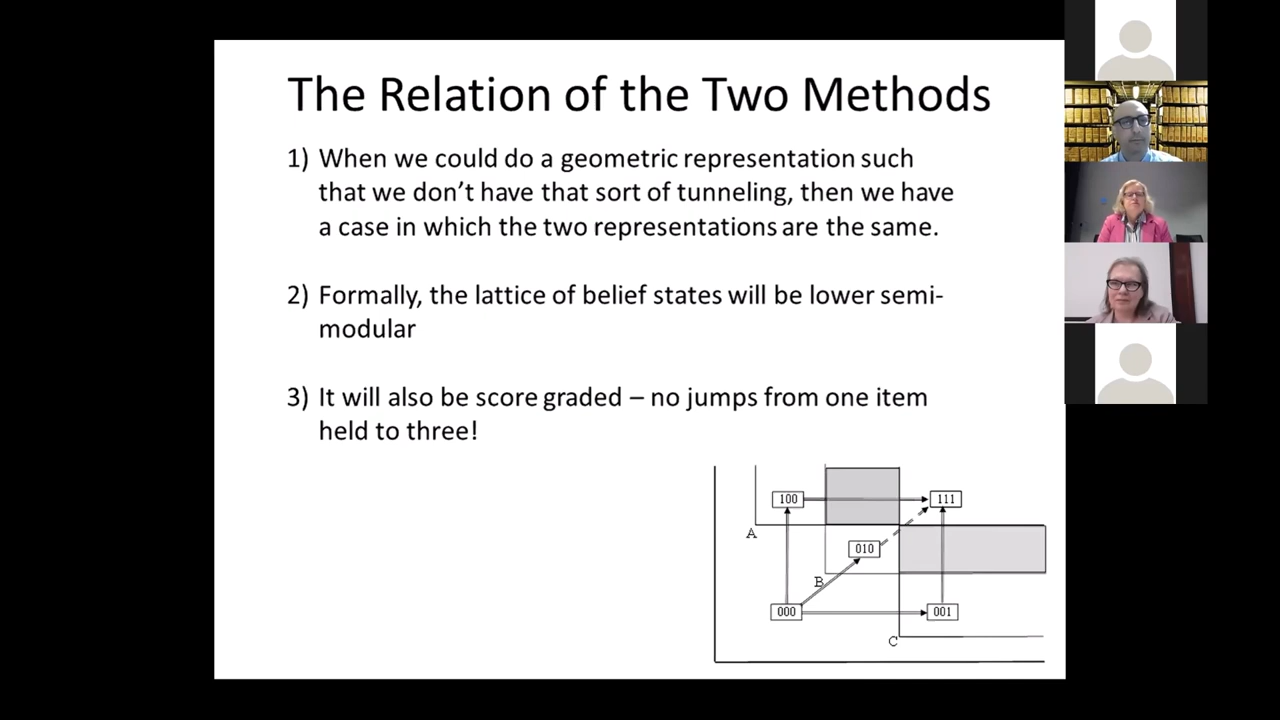 The Relation of the Two Methods
1) When we could do a geometric representation such
that we don't have that sort of tunneling, then we have
a case in which the two representations are the same.
2) Formally, the lattice of belief states will be lower semi-
modular
3) It will also be score graded – no jumps from one item
held to three!
100
111
A
010
B
000
001
C